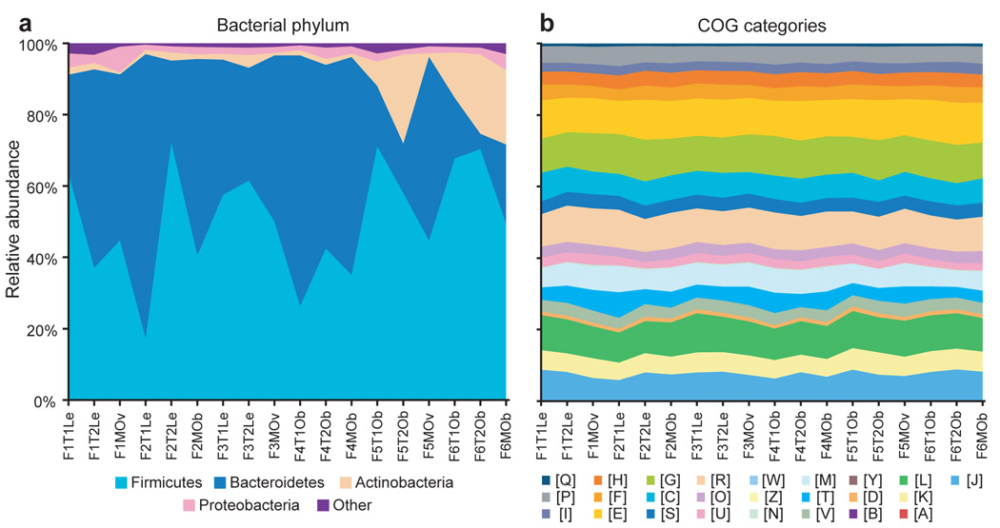 a Bacterial phylum
Relative abundance
100%
80%
60%
40%
20%
0%
F1T1Le F1T2Le F1MOv F2T1Le F2T2Le F2MOb F3T1Le F3T2Le F3MOv F4T1Ob F4T2Ob F4MOb F5T1Ob F5T2Ob F5MOv F6T1Ob F6T2Ob F6MOb
Firmicutes Bacteroidetes Actinobacteria
Proteobacteria Other
b COG categories
F1T1Le F1T2Le F1MOv F2T1Le F2T2Le F2MOb F3T1Le F3T2Le F3MOv F4T1Ob F4T2Ob F4MOb F5T1Ob F5T2Ob F5MOv F6T1Ob F6T2Ob F6MOb
[Q] [H] [G] [R] [W] [M] [Y] [L] [J]
[P] [F] [C] [O] [Z] [T] [D] [K]
[I] [E] [S] [U] [N] [V] [B] [A]